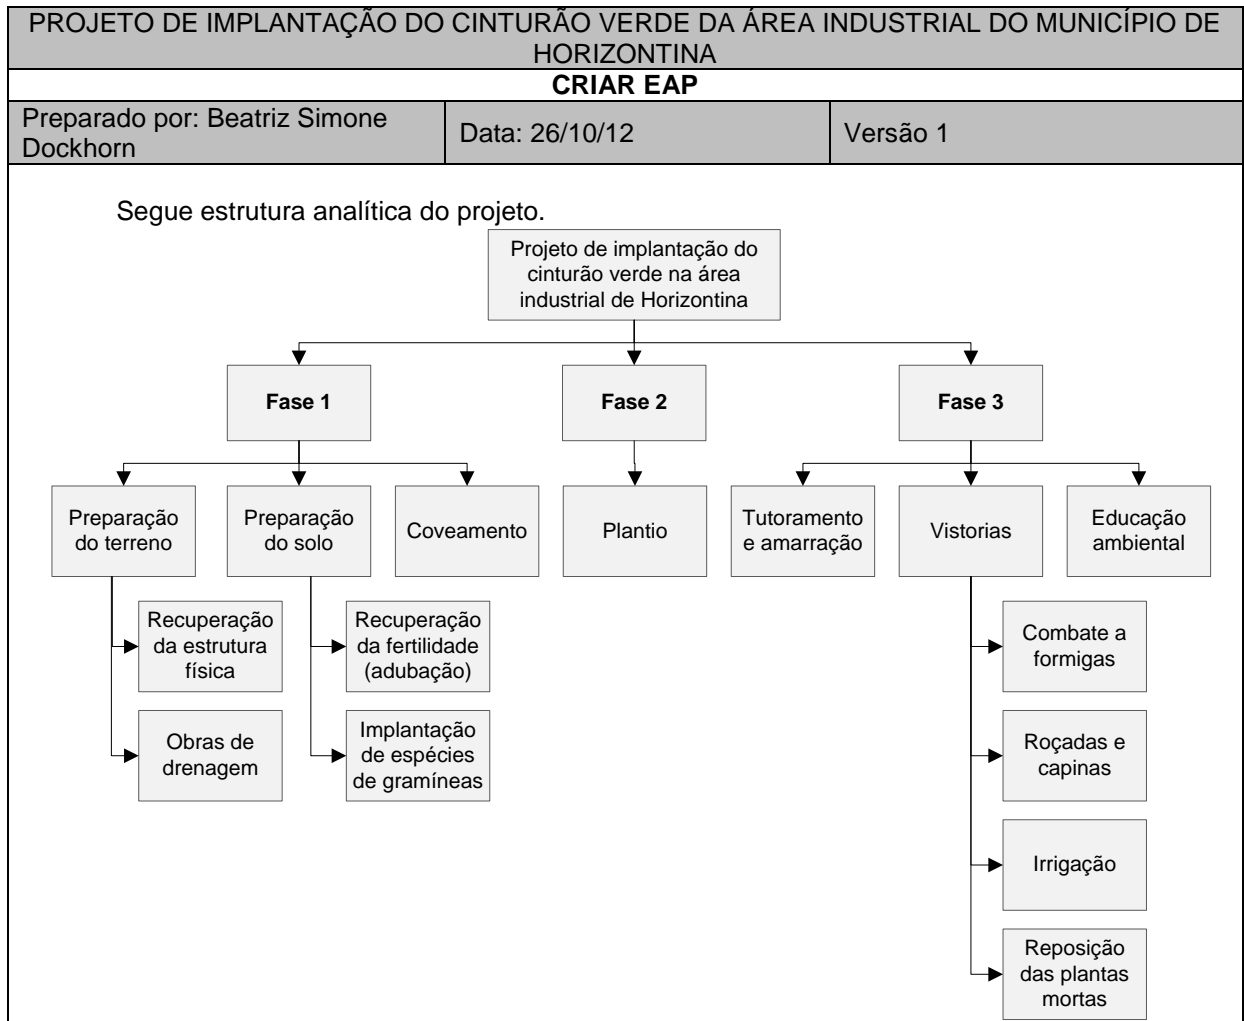 PROJETO DE IMPLANTAÇÃO DO CINTURÃO VERDE DA ÁREA INDUSTRIAL DO MUNICÍPIO DE
HORIZONTINA
CRIAR EAP
Preparado por: Beatriz Simone
Dockhorn
Data: 26/10/12
Versão 1
Segue estrutura analítica do projeto.
Projeto de implantação do
cinturão verde na área
industrial de Horizontina
Fase 1
Fase 2
Fase 3
Preparação
do terreno
Preparação
do solo
Coveamento
Plantio
Tutoramento
e amarração
Vistorias
Educação
ambiental
Recuperação
da estrutura
física
Recuperação
da fertilidade
(adubação)
Combate a
formigas
Obras de
drenagem
Implantação
de espécies
de gramíneas
Roçadas e
capinas
Irrigação
Reposição
das plantas
mortas